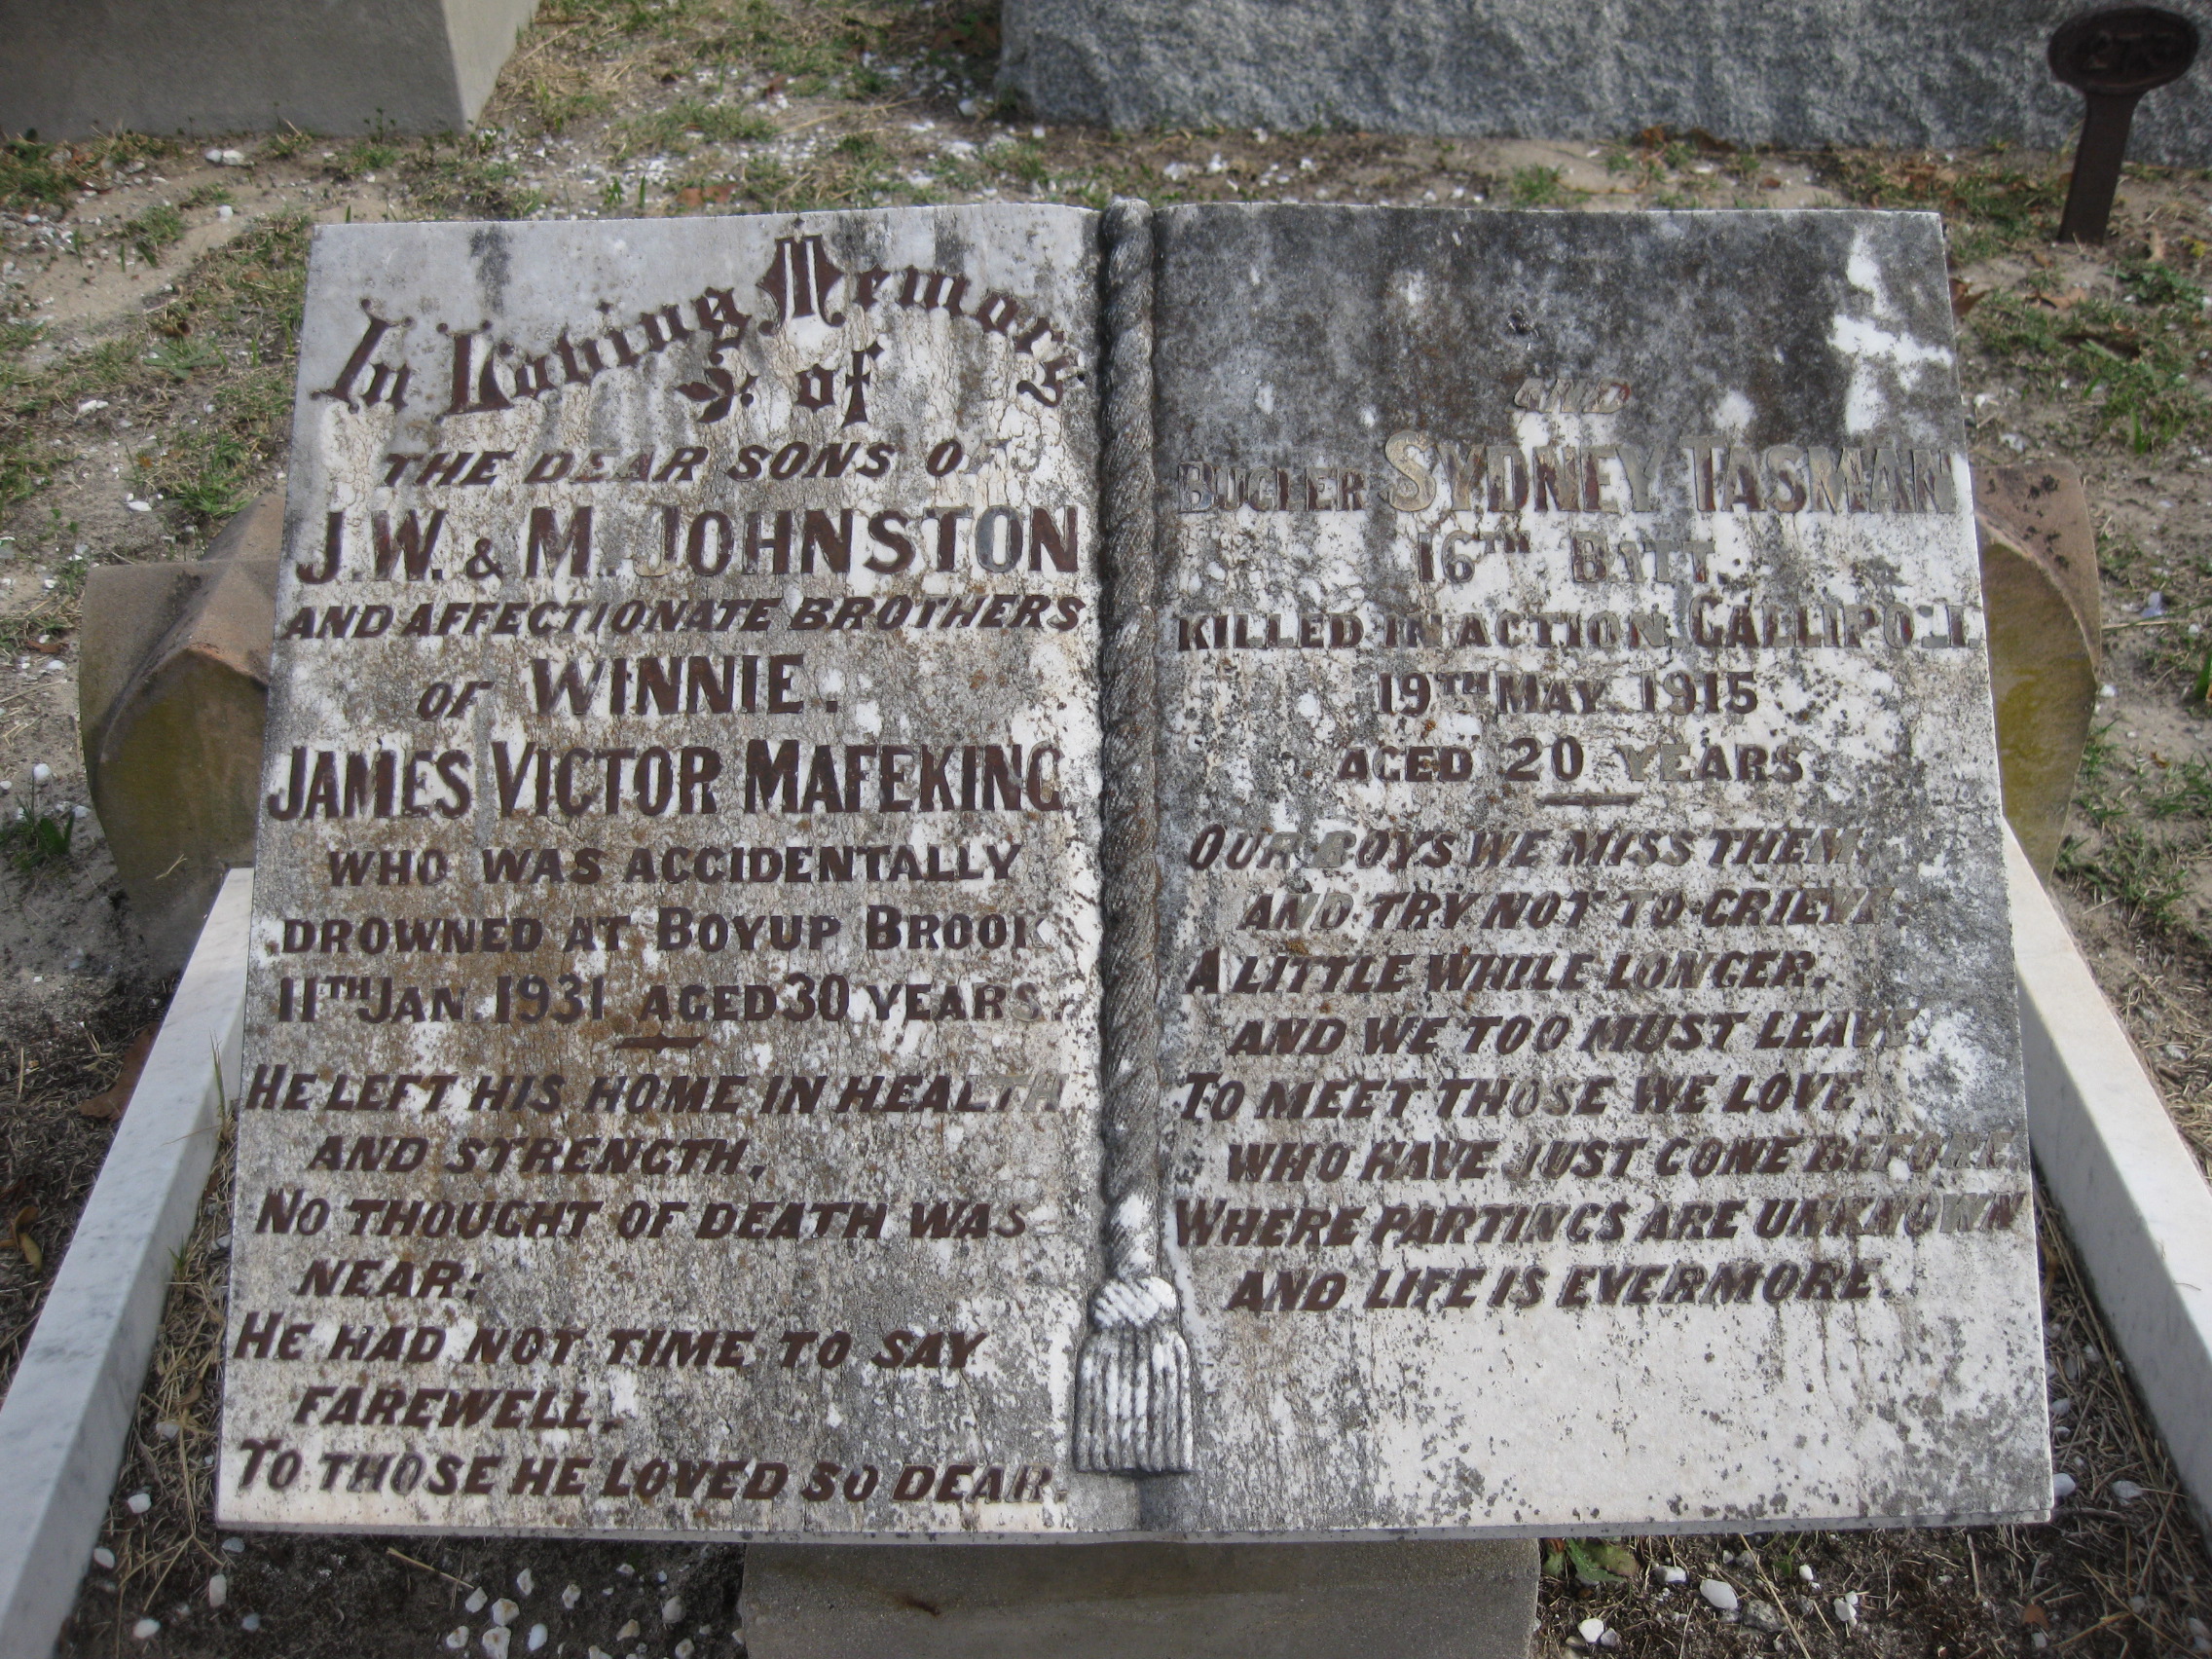 In Loving Memory
of
THE DEAR SONS OF
J.W. & M. JOHNSTON
AND AFFECTIONATE BROTHERS
OF WINNIE.
JAMES VICTOR MAFEKING
WHO WAS ACCIDENTALLY
DROWNED AT BOYUP BROOK
11TH JAN. 1931 AGED 30 YEARS.
HE LEFT HIS HOME IN HEALTH
AND STRENGTH,
NO THOUGHT OF DEATH WAS
NEAR:
HE HAD NOT TIME TO SAY
FAREWELL.
TO THOSE HE LOVED SO DEAR.
AND
BUGLER SYDNEY TASMAN
16TH BATT.
KILLED IN ACTION GALLIPOLI
19TH MAY 1915
AGED 20 YEARS.
OUR BOYS WE MISS THEM,
AND TRY NOT TO GRIEVE,
A LITTLE WHILE LONGER,
AND WE TOO MUST LEAVE
TO MEET THOSE WE LOVE
WHO HAVE JUST GONE BEFORE
WHERE PARTINGS ARE UNKNOWN
AND LIFE IS EVERMORE.